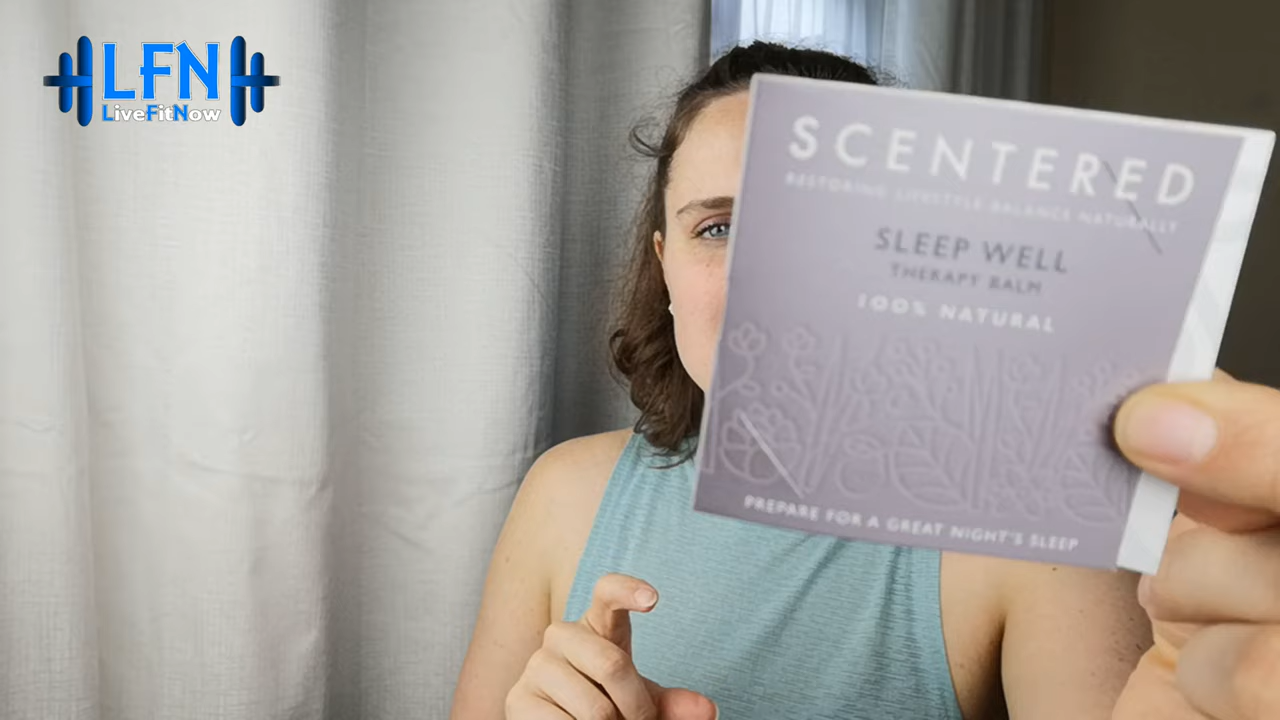 LFN
LiveFitNow
SCENTERED
RESTORING LIFESTYLE BALANCE NATURALLY
SLEEP WELL
THERAPY BALM
100% NATURAL
PREPARE FOR A GREAT NIGHT'S SLEEP